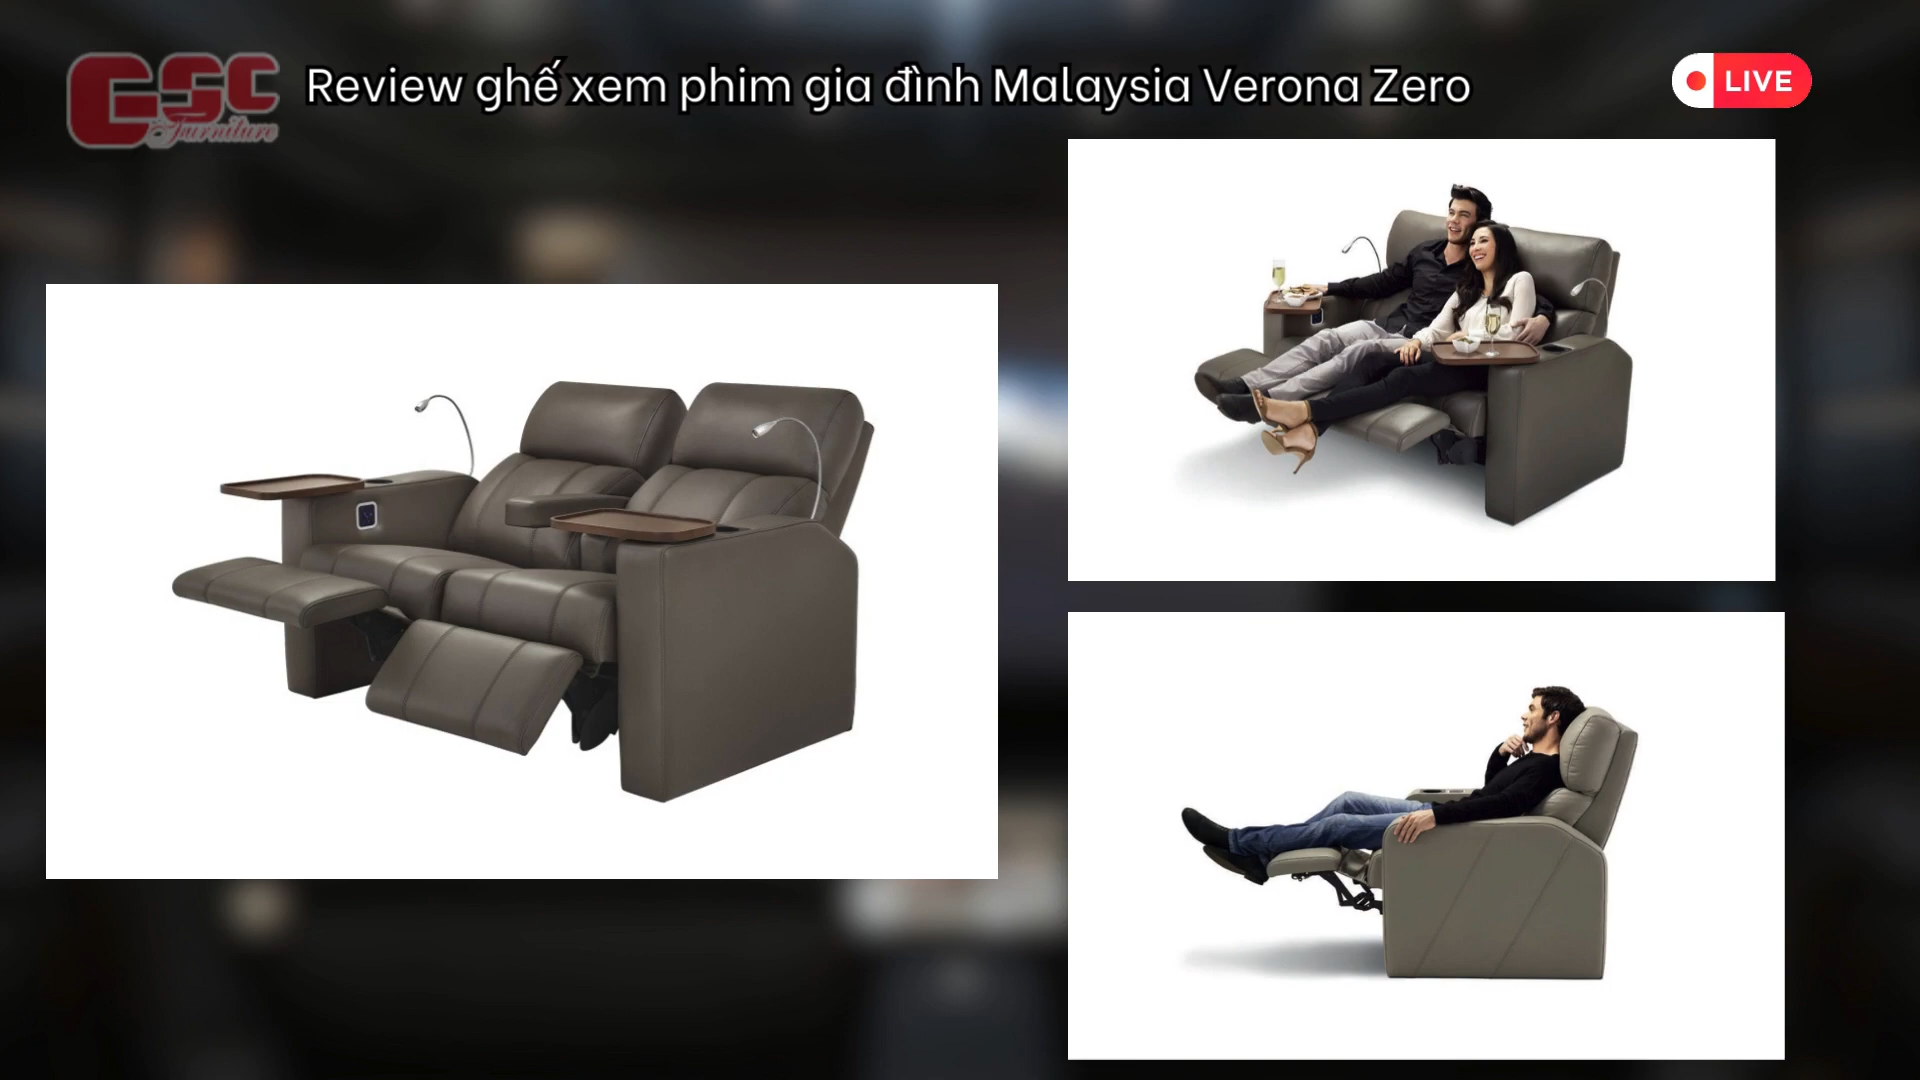 GSC
Furniture
Review ghế xem phim gia đình Malaysia Verona Zero
LIVE